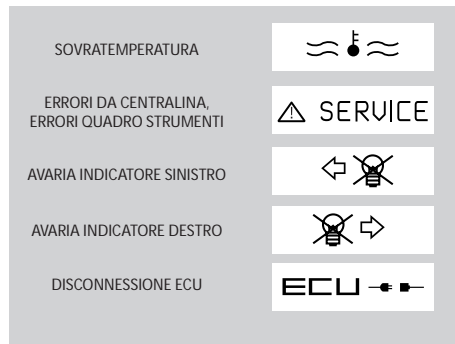 SOVRATEMPERATURA
ERRORI DA CENTRALINA,
ERRORI QUADRO STRUMENTI
SERVICE
AVARIA INDICATORE SINISTRO
AVARIA INDICATORE DESTRO
DISCONNESSIONE ECU
ECU